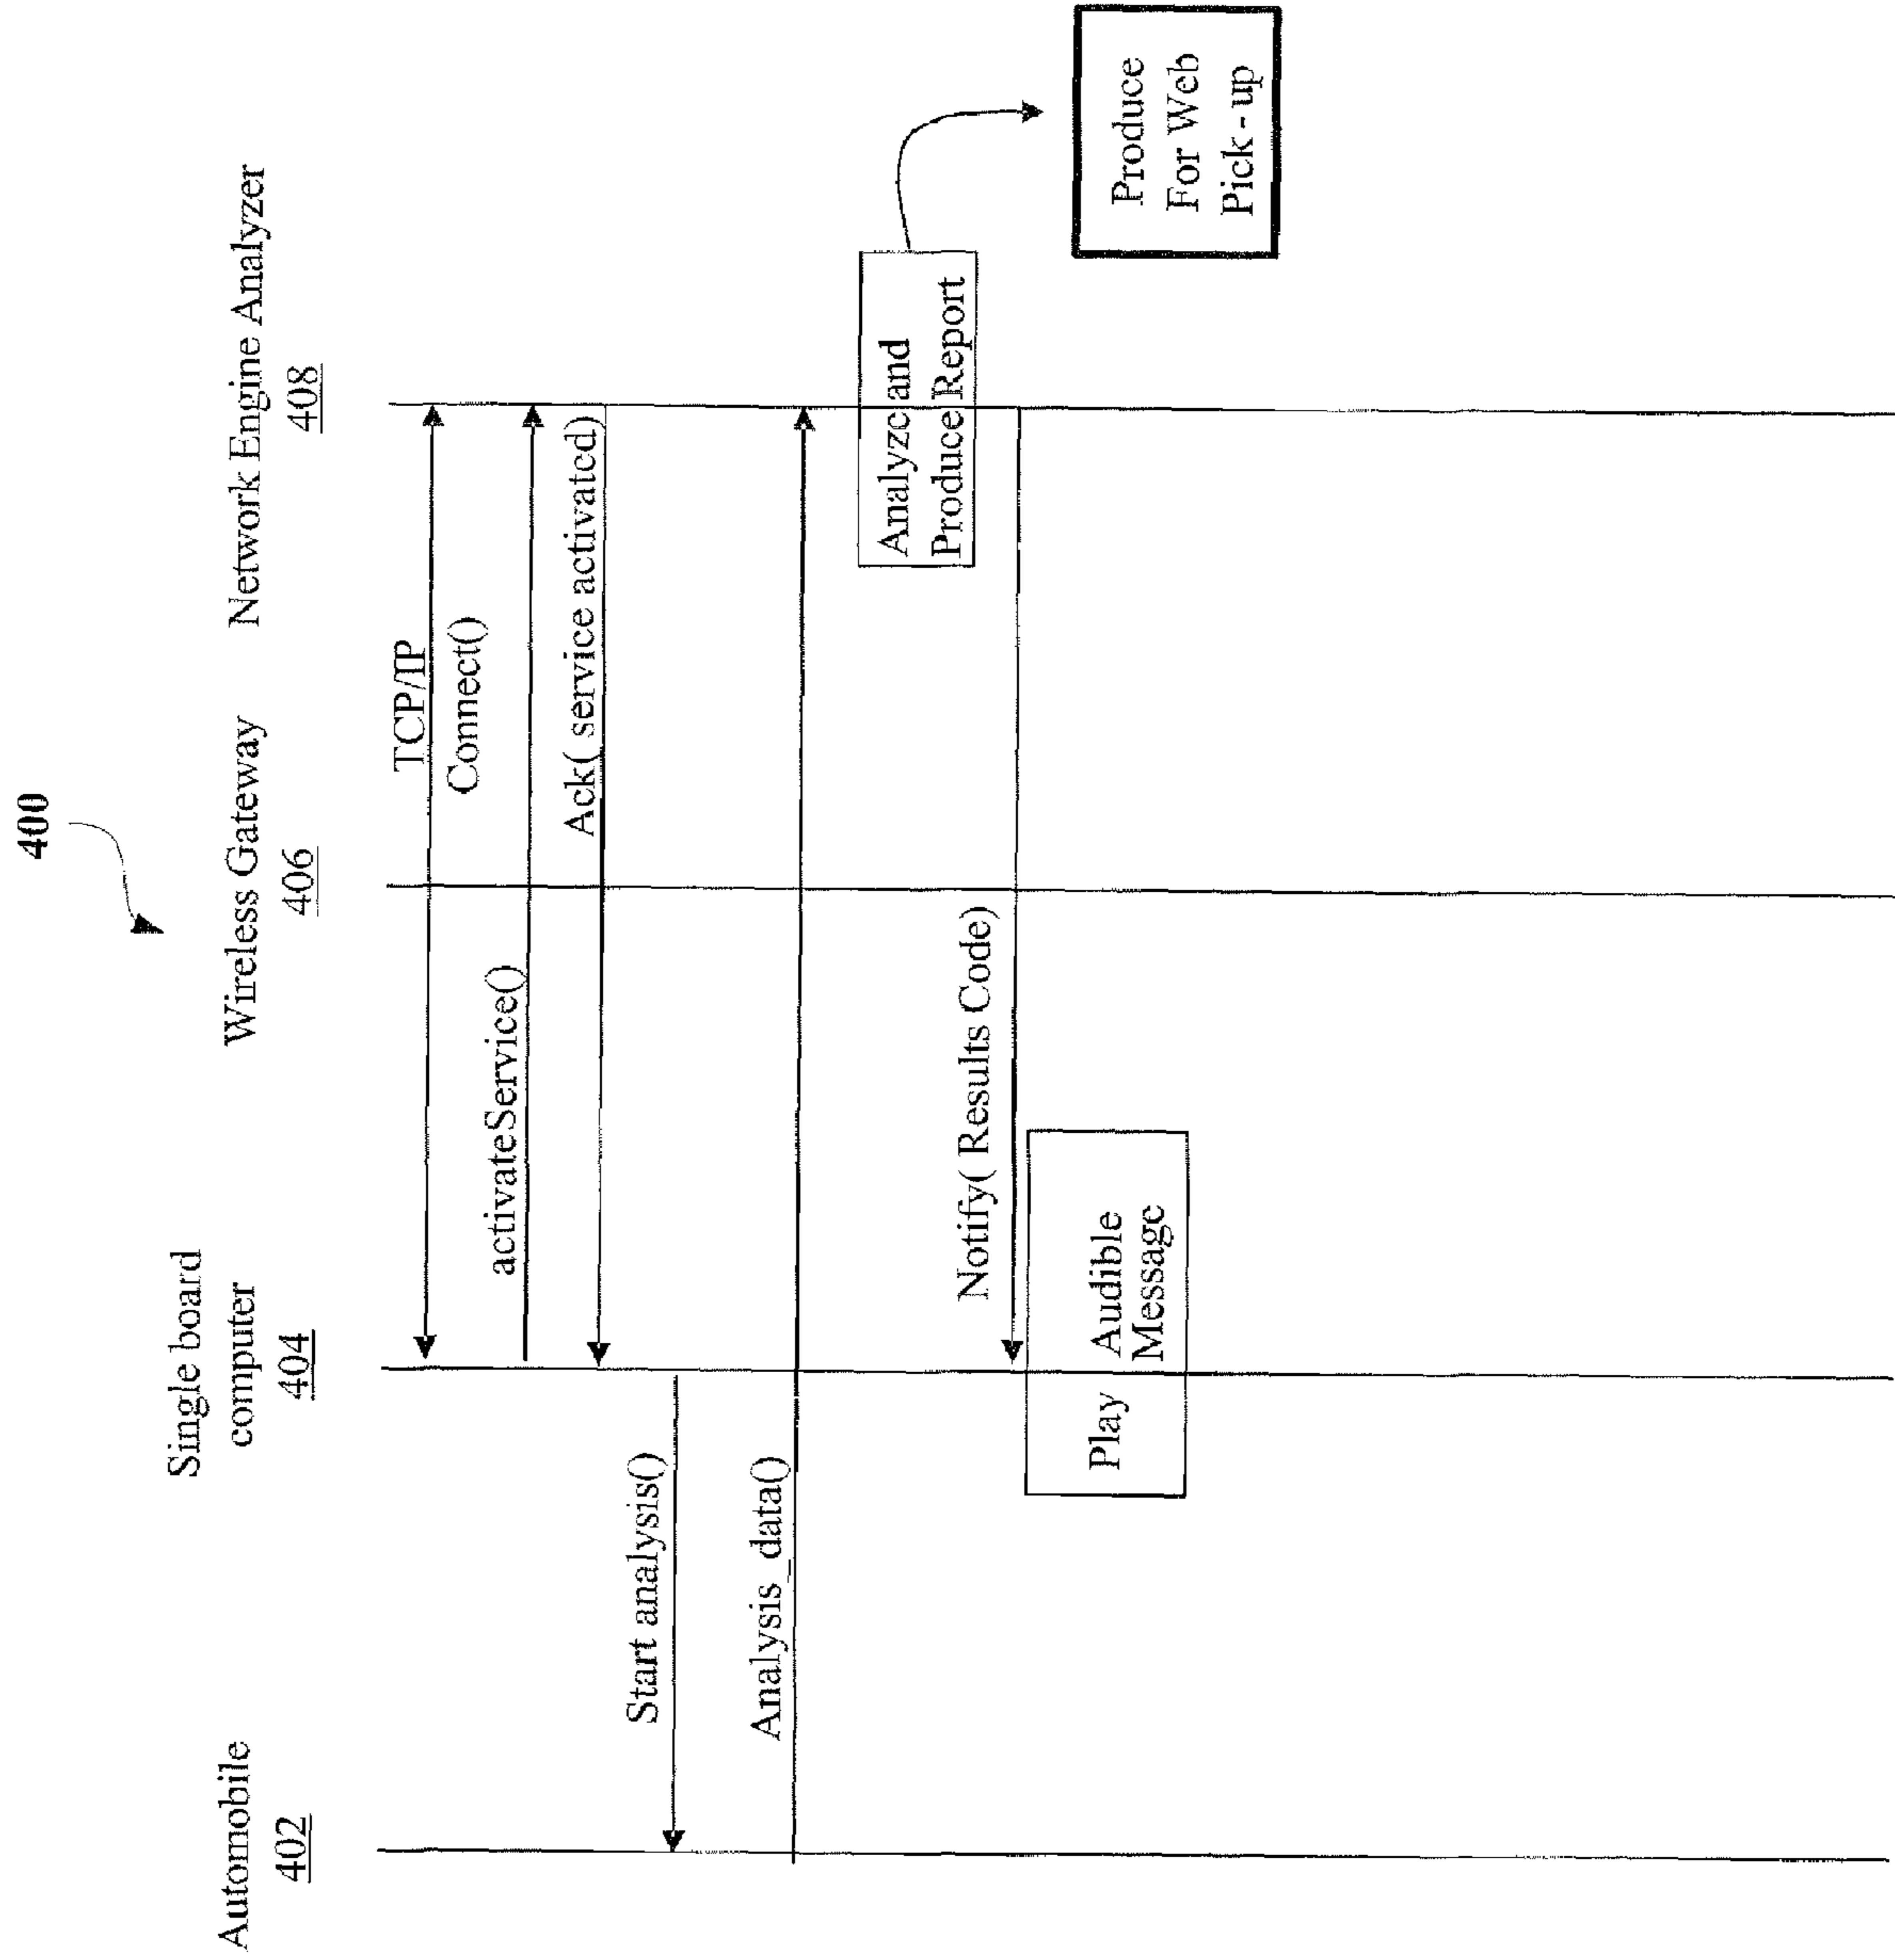 400
Automobile
402
Single board
computer
404
Wireless Gateway
406
Network Engine Analyzer
408
TCP/IP
Connect()
activateService()
Ack( service activated)
Start analysis()
Analysis_data()
Analyze and
Produce Report
Notify( Results Code)
Play Audible
Message
Produce
For Web
Pick - up